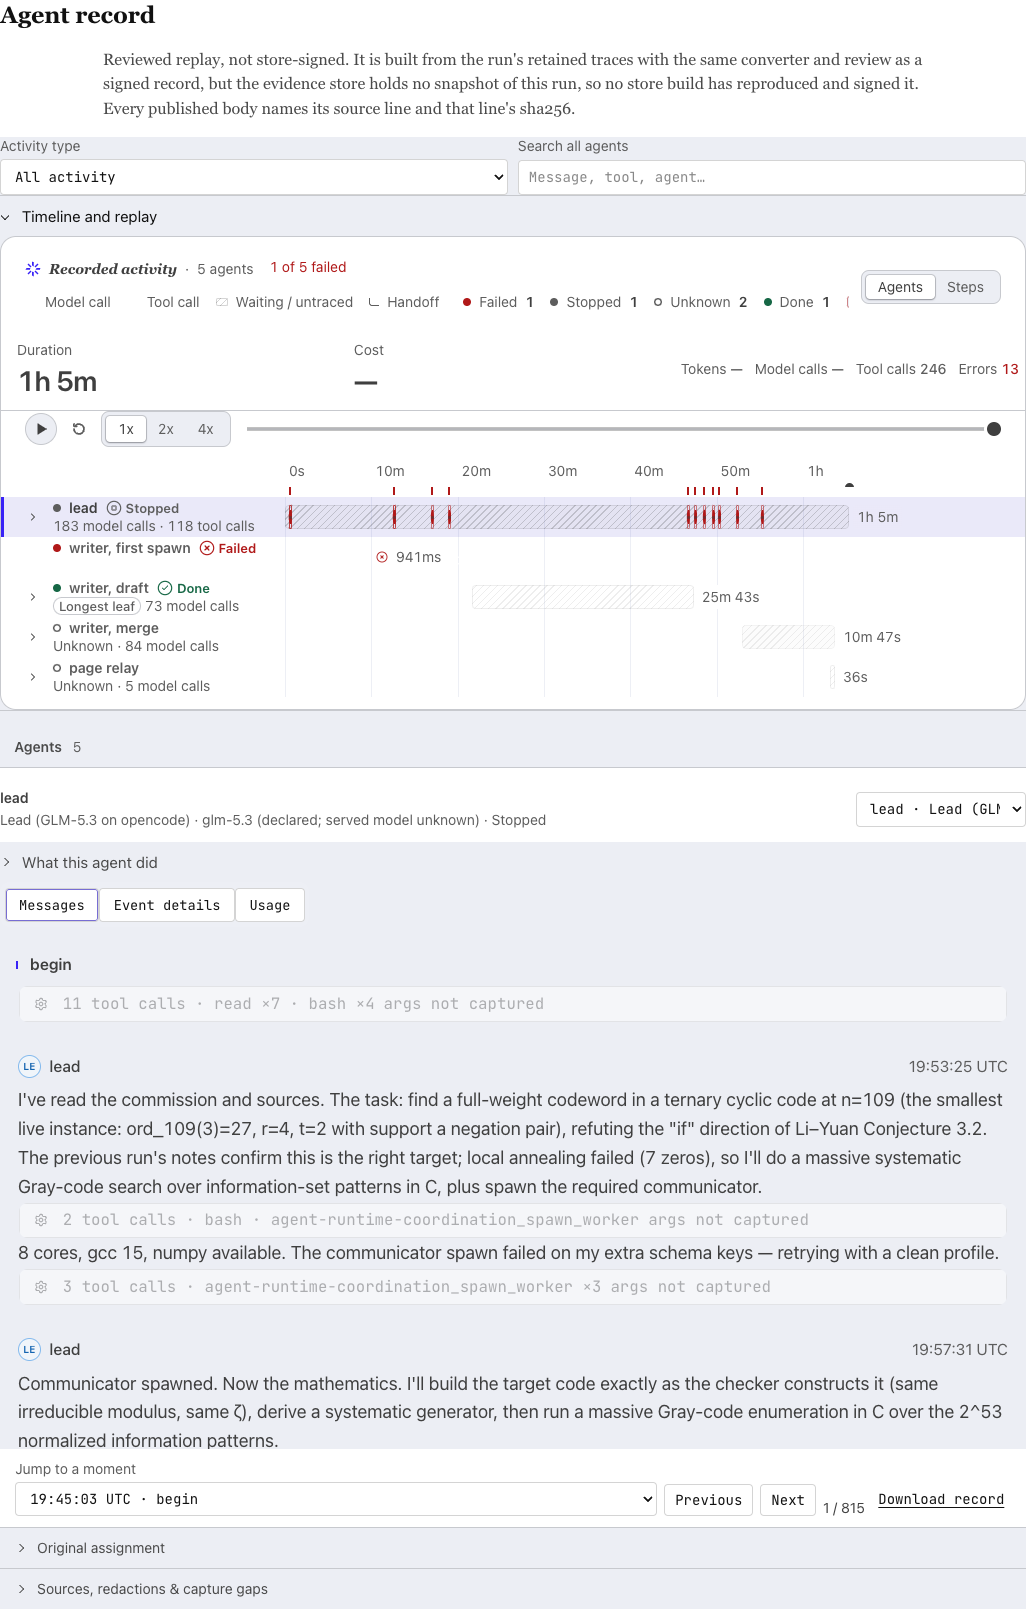 Agent record
Reviewed replay, not store-signed. It is built from the run's retained traces with the same converter and review as a
signed record, but the evidence store holds no snapshot of this run, so no store build has reproduced and signed it.
Every published body names its source line and that line's sha256.
Activity type
Search all agents
All activity
Message, tool, agent…
Timeline and replay
Recorded activity · 5 agents 1 of 5 failed
Model call Tool call Waiting / untraced Handoff Failed 1 Stopped 1 Unknown 2 Done 1
Agents Steps
Duration
1h 5m
Cost
—
Tokens — Model calls — Tool calls 246 Errors 13
1x 2x 4x
0s 10m 20m 30m 40m 50m 1h
lead Stopped
183 model calls · 118 tool calls
1h 5m
writer, first spawn Failed
941ms
writer, draft Done
Longest leaf 73 model calls
25m 43s
writer, merge
Unknown · 84 model calls
10m 47s
page relay
Unknown · 5 model calls
36s
Agents 5
lead
Lead (GLM-5.3 on opencode) · glm-5.3 (declared; served model unknown) · Stopped
lead · Lead (GLM
What this agent did
Messages Event details Usage
begin
11 tool calls · read ×7 · bash ×4 args not captured
LE lead 19:53:25 UTC
I've read the commission and sources. The task: find a full-weight codeword in a ternary cyclic code at n=109 (the smallest
live instance: ord_109(3)=27, r=4, t=2 with support a negation pair), refuting the "if" direction of Li–Yuan Conjecture 3.2.
The previous run's notes confirm this is the right target; local annealing failed (7 zeros), so I'll do a massive systematic
Gray-code search over information-set patterns in C, plus spawn the required communicator.
2 tool calls · bash · agent-runtime-coordination_spawn_worker args not captured
8 cores, gcc 15, numpy available. The communicator spawn failed on my extra schema keys — retrying with a clean profile.
3 tool calls · agent-runtime-coordination_spawn_worker ×3 args not captured
LE lead 19:57:31 UTC
Communicator spawned. Now the mathematics. I'll build the target code exactly as the checker constructs it (same
irreducible modulus, same ζ), derive a systematic generator, then run a massive Gray-code enumeration in C over the 2^53
normalized information patterns.
Jump to a moment
19:45:03 UTC · begin
Previous Next 1 / 815 Download record
Original assignment
Sources, redactions & capture gaps